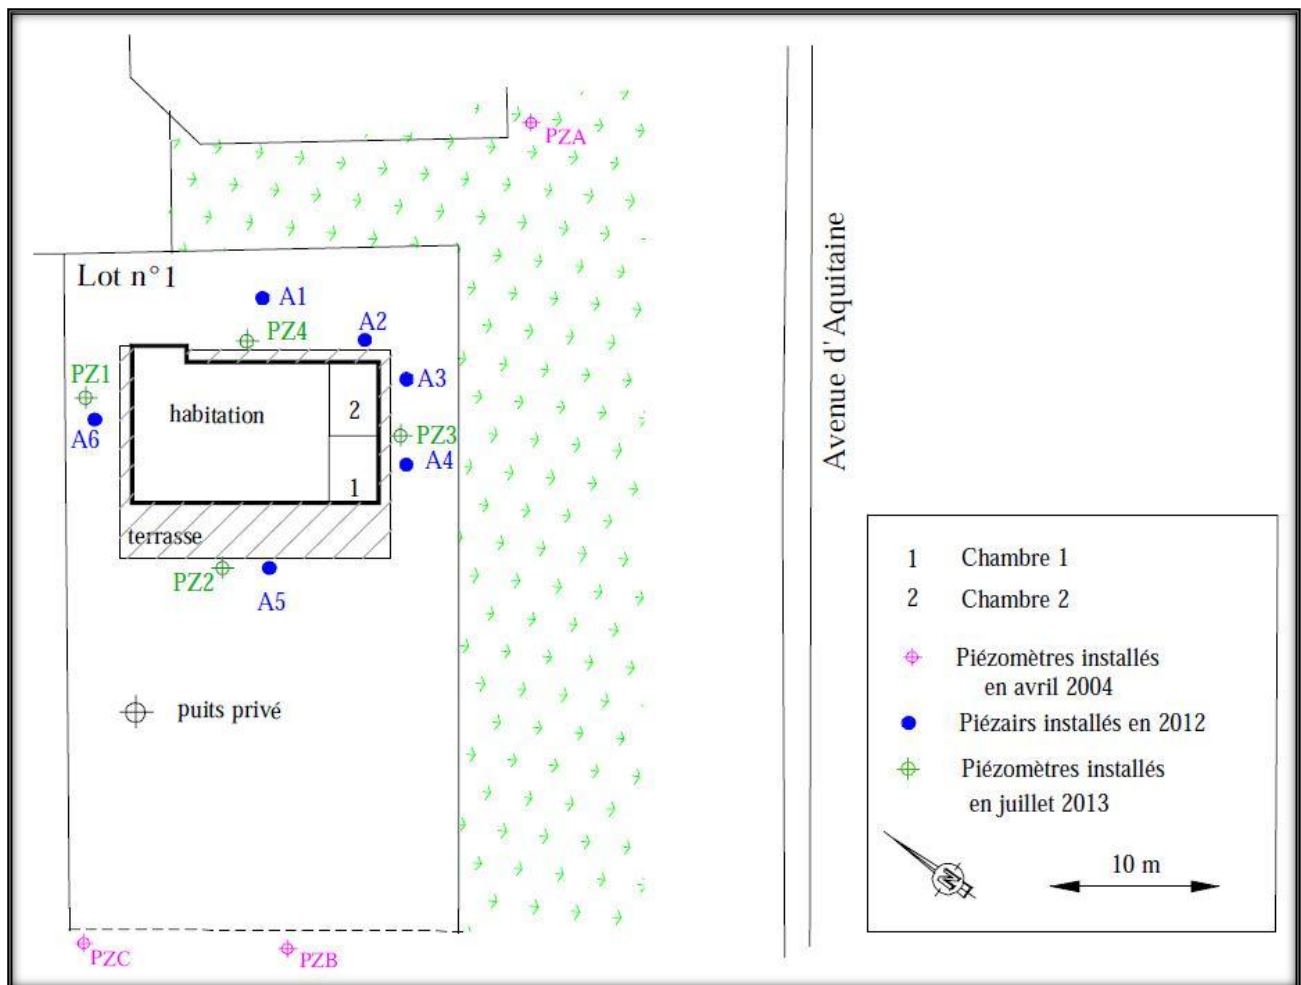 PZA
Avenue d'Aquitaine
Lot n°1
A1
PZ4
A2
PZ1
A3
habitation
2
PZ3
A6
A4
1
terrasse
PZ2
A5
puits privé
PZC
PZB
1 Chambre 1
2 Chambre 2
Piézomètres installés
en avril 2004
Piézairs installés en 2012
Piézomètres installés
en juillet 2013
N
10 m